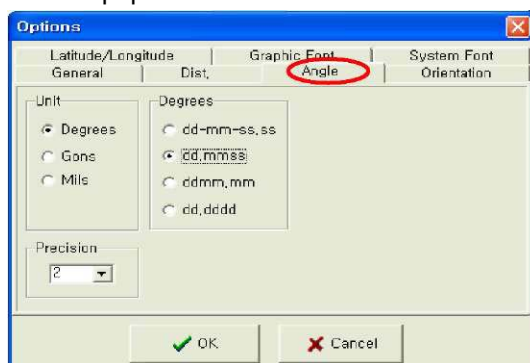 Options
Latitude/Longitude Graphic Font System Font
General Dist. Angle Orientation
Unit Degrees
Degrees dd-mm-ss.ss
Gons dd.mmss
Mils ddmm.mm
dd.dddd
Precision
2
OK Cancel